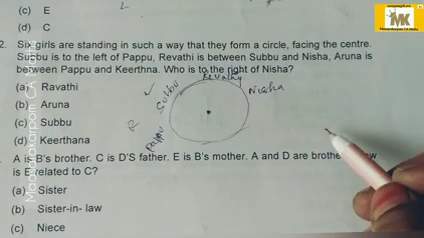 (c) E
(d) C
2. Six girls are standing in such a way that they form a circle, facing the centre.
Subbu is to the left of Pappu, Revathi is between Subbu and Nisha, Aruna is
between Pappu and Keerthna. Who is to the right of Nisha?
(a) Ravathi
(b) Aruna
(c) Subbu
(d) Keerthana
Revathy
Nisha
Subbu
Pappu
A is B's brother. C is D'S father. E is B's mother. A and D are brothe
is E related to C?
(a) Sister
(b) Sister-in- law
(c) Niece
MK